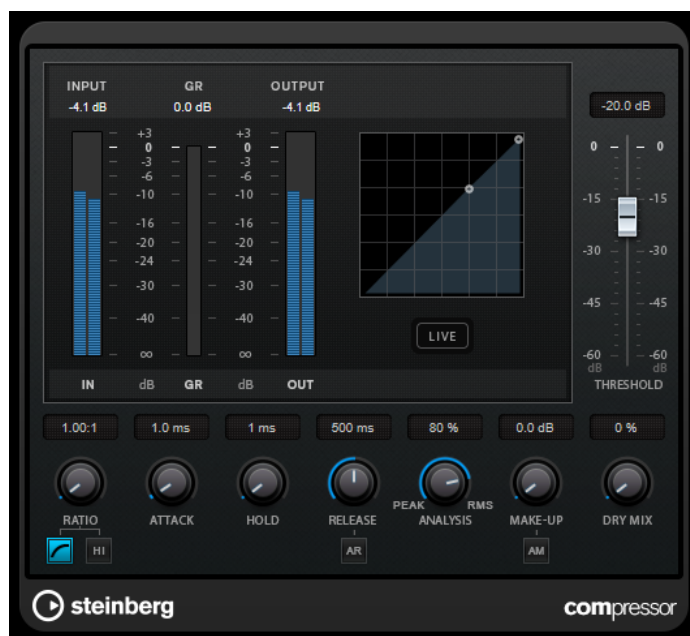 INPUT GR OUTPUT
-4.1 dB 0.0 dB -4.1 dB
-20.0 dB
+3 +3
0 0
-3 -3
-6 -6
-10 -10
-16 -16
-20 -20
-24 -24
-30 -30
-40 -40
∞ ∞
IN dB GR dB OUT
LIVE
0 0
-15 -15
-30 -30
-45 -45
-60 -60
dB dB
THRESHOLD
1.00:1 1.0 ms 1 ms 500 ms 80 % 0.0 dB 0 %
PEAK RMS
RATIO ATTACK HOLD RELEASE ANALYSIS MAKE-UP DRY MIX
HI AR AM
steinberg compressor